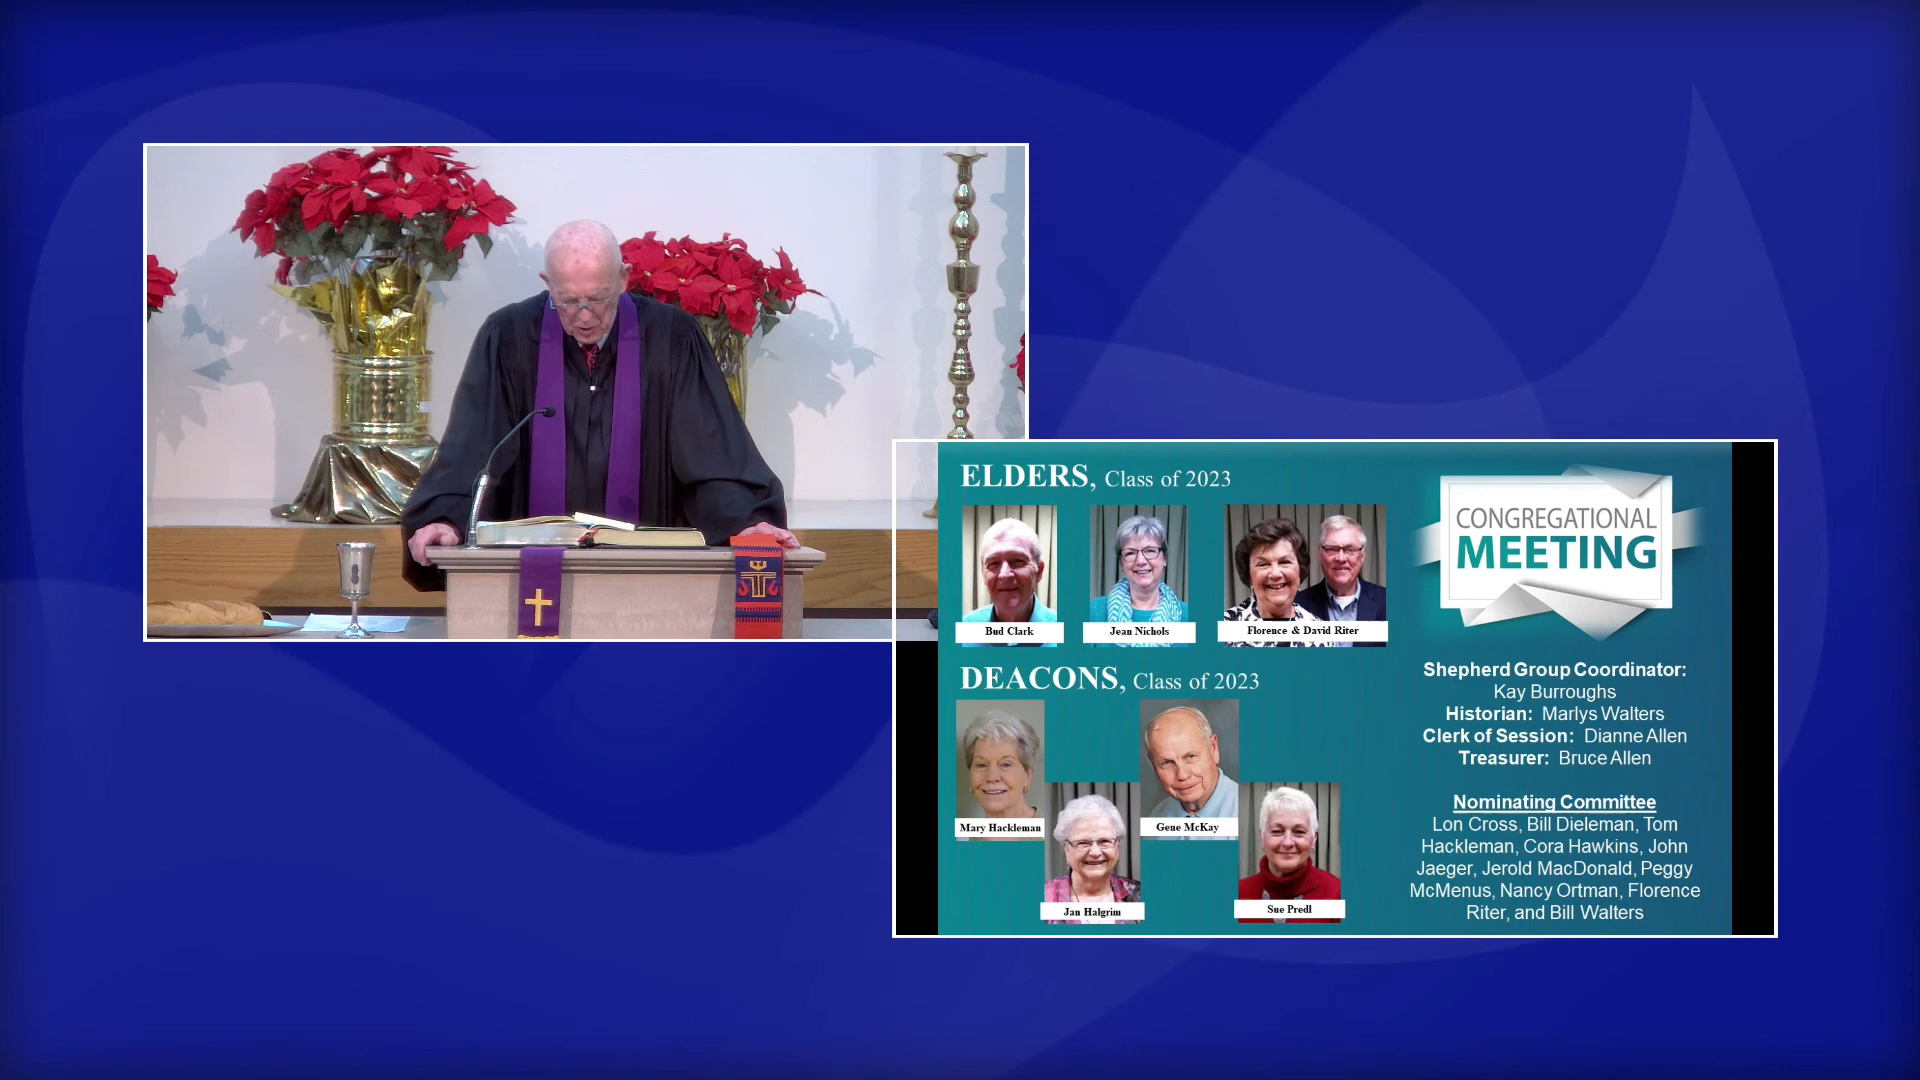 ELDERS, Class of 2023
Bud Clark
Jean Nichols
Florence & David Riter
DEACONS, Class of 2023
Mary Hackleman
Gene McKay
Jan Halgrim
Sue Predl
CONGREGATIONAL
MEETING
Shepherd Group Coordinator:
Kay Burroughs
Historian: Marlys Walters
Clerk of Session: Dianne Allen
Treasurer: Bruce Allen
Nominating Committee
Lon Cross, Bill Dieleman, Tom
Hackleman, Cora Hawkins, John
Jaeger, Jerold MacDonald, Peggy
McMenus, Nancy Ortman, Florence
Riter, and Bill Walters